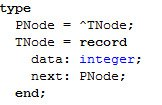 type
PNode = ^TNode;
TNode = record
data: integer;
next: PNode;
end;